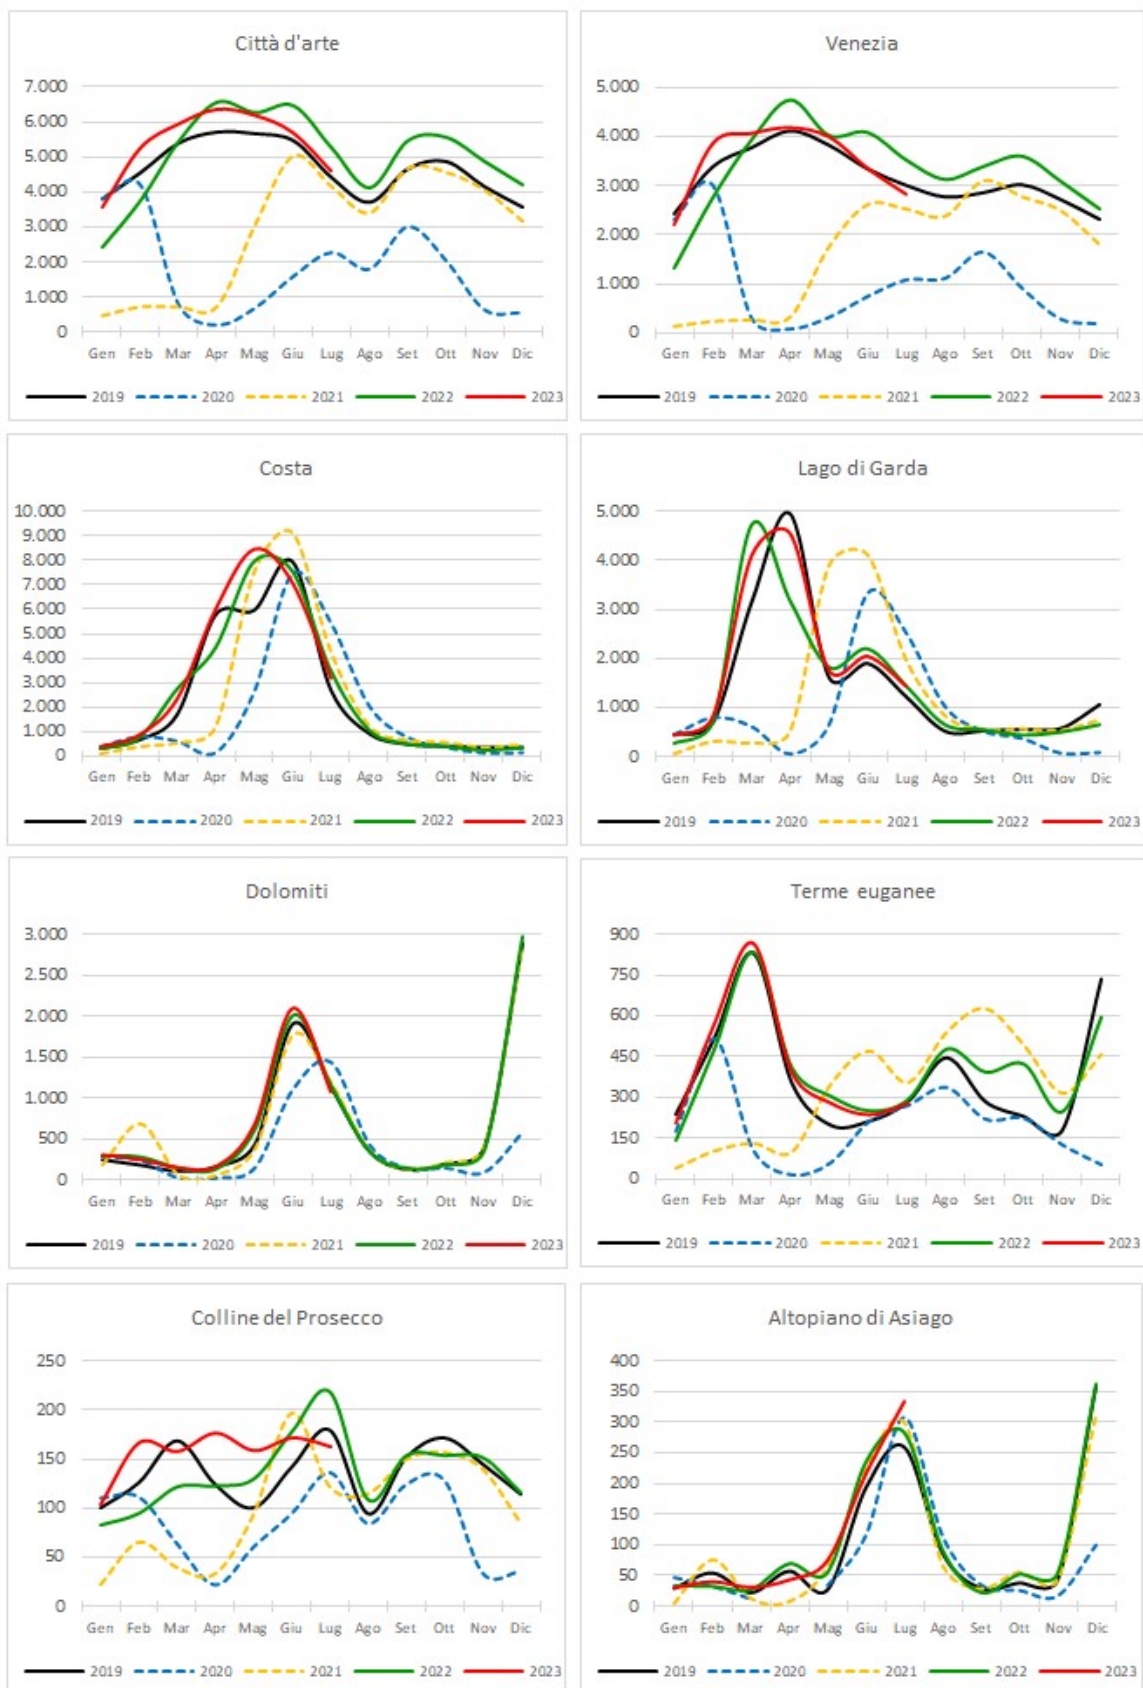 Città d'arte
7.000
6.000
5.000
4.000
3.000
2.000
1.000
0
Gen Feb Mar Apr Mag Giu Lug Ago Set Ott Nov Dic
2019 2020 2021 2022 2023
Venezia
5.000
4.000
3.000
2.000
1.000
0
Gen Feb Mar Apr Mag Giu Lug Ago Set Ott Nov Dic
2019 2020 2021 2022 2023
Costa
10.000
9.000
8.000
7.000
6.000
5.000
4.000
3.000
2.000
1.000
0
Gen Feb Mar Apr Mag Giu Lug Ago Set Ott Nov Dic
2019 2020 2021 2022 2023
Lago di Garda
5.000
4.000
3.000
2.000
1.000
0
Gen Feb Mar Apr Mag Giu Lug Ago Set Ott Nov Dic
2019 2020 2021 2022 2023
Dolomiti
3.000
2.500
2.000
1.500
1.000
500
0
Gen Feb Mar Apr Mag Giu Lug Ago Set Ott Nov Dic
2019 2020 2021 2022 2023
Terme euganee
900
750
600
450
300
150
0
Gen Feb Mar Apr Mag Giu Lug Ago Set Ott Nov Dic
2019 2020 2021 2022 2023
Colline del Prosecco
250
200
150
100
50
0
Gen Feb Mar Apr Mag Giu Lug Ago Set Ott Nov Dic
2019 2020 2021 2022 2023
Altopiano di Asiago
400
350
300
250
200
150
100
50
0
Gen Feb Mar Apr Mag Giu Lug Ago Set Ott Nov Dic
2019 2020 2021 2022 2023